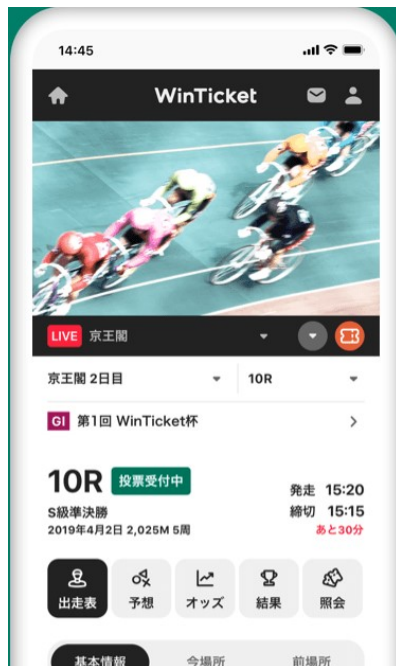 14:45
WinTicket
LIVE 京王閣
京王閣 2日目 10R
GI 第1回 WinTicket杯
10R 投票受付中
発走 15:20
S級準決勝
締切 15:15
2019年4月2日 2,025M 5周
あと30分
出走表 予想 オッズ 結果 照会
基本情報 今場所 前場所